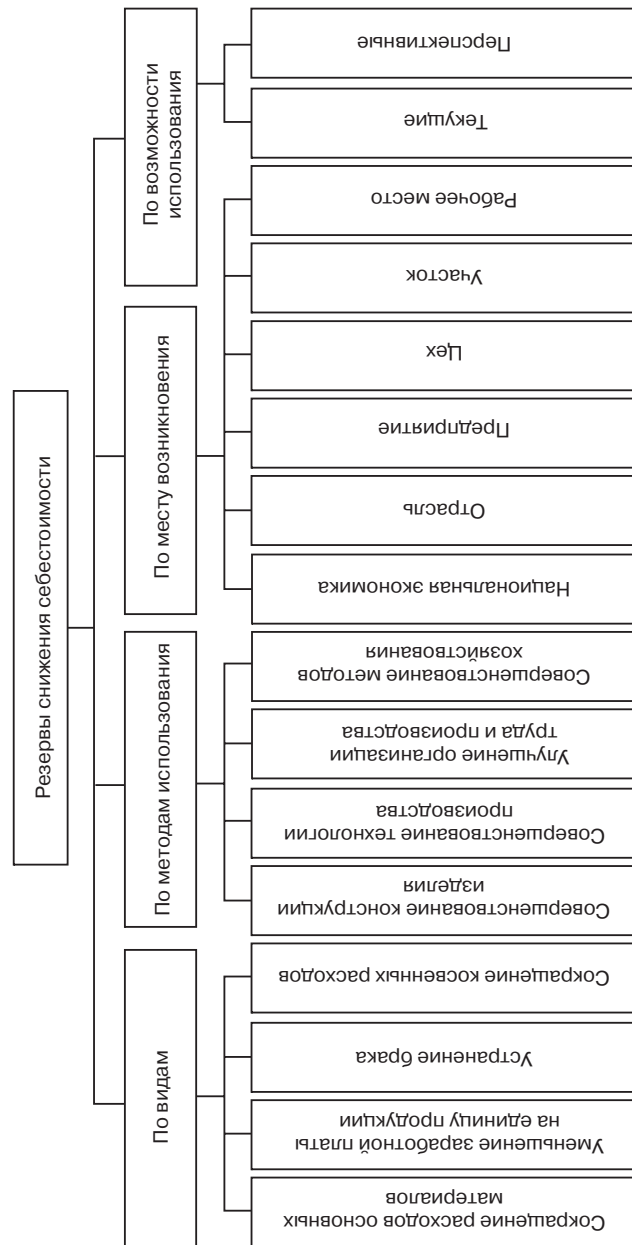 Резервы снижения себестоимости
По видам
По методам использования
По месту возникновения
По возможности
использования
Сокращение расходов основных
материалов
Уменьшение заработной платы
на единицу продукции
Устранение брака
Сокращение косвенных расходов
Совершенствование конструкции
изделия
Совершенствование технологии
производства
Улучшение организации
труда и производства
Совершенствование методов
хозяйствования
Национальная экономика
Отрасль
Предприятие
Цех
Участок
Рабочее место
Текущие
Перспективные